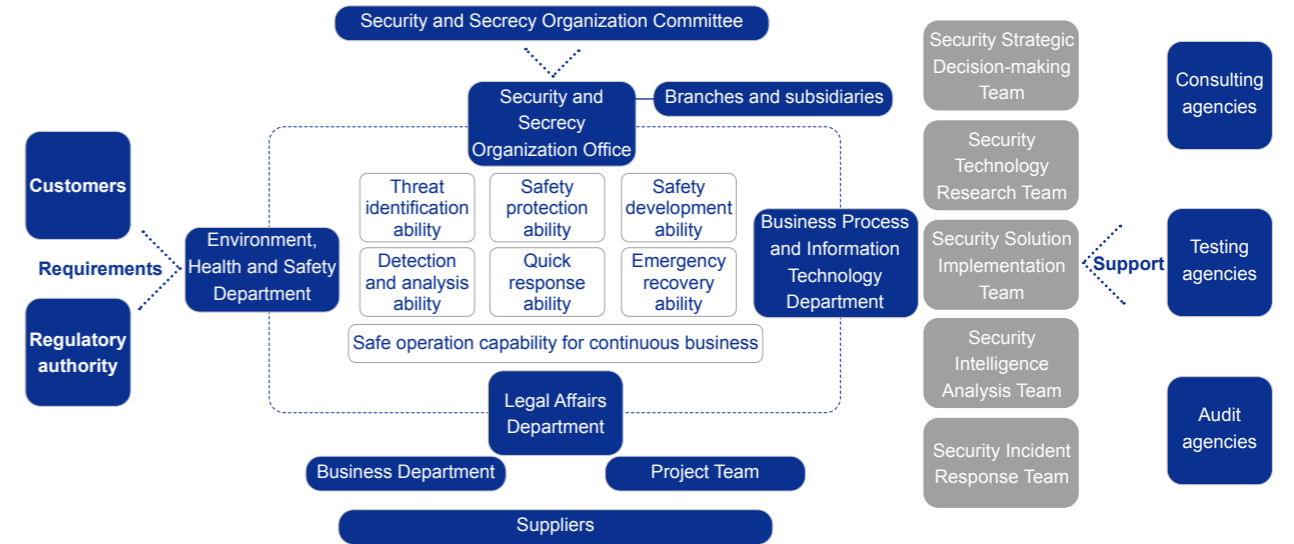 Security and Secrecy Organization Committee
Security and
Secrecy
Organization Office
Branches and subsidiaries
Customers
Requirements
Regulatory
authority
Environment,
Health and Safety
Department
Threat
identification
ability
Safety
protection
ability
Safety
development
ability
Detection
and analysis
ability
Quick
response
ability
Emergency
recovery
ability
Safe operation capability for continuous business
Business Process
and Information
Technology
Department
Legal Affairs
Department
Business Department
Project Team
Suppliers
Security Strategic
Decision-making
Team
Security
Technology
Research Team
Security Solution
Implementation
Team
Security
Intelligence
Analysis Team
Security Incident
Response Team
Support
Consulting
agencies
Testing
agencies
Audit
agencies